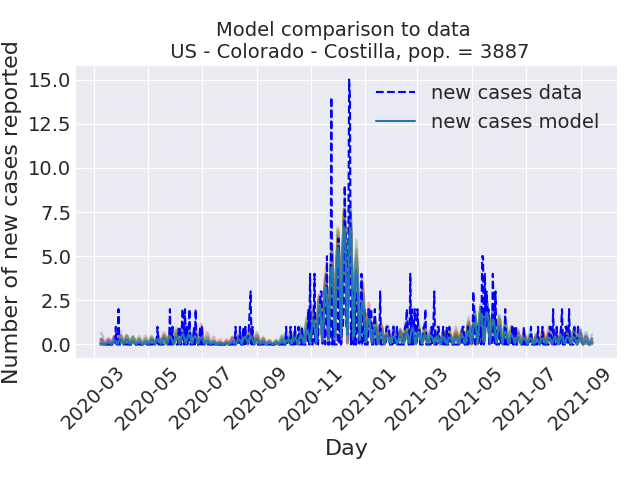 Model comparison to data
US - Colorado - Costilla, pop. = 3887
Number of new cases reported
15.0
12.5
10.0
7.5
5.0
2.5
0.0
new cases data
new cases model
2020-03
2020-05
2020-07
2020-09
2020-11
2021-01
2021-03
2021-05
2021-07
2021-09
Day